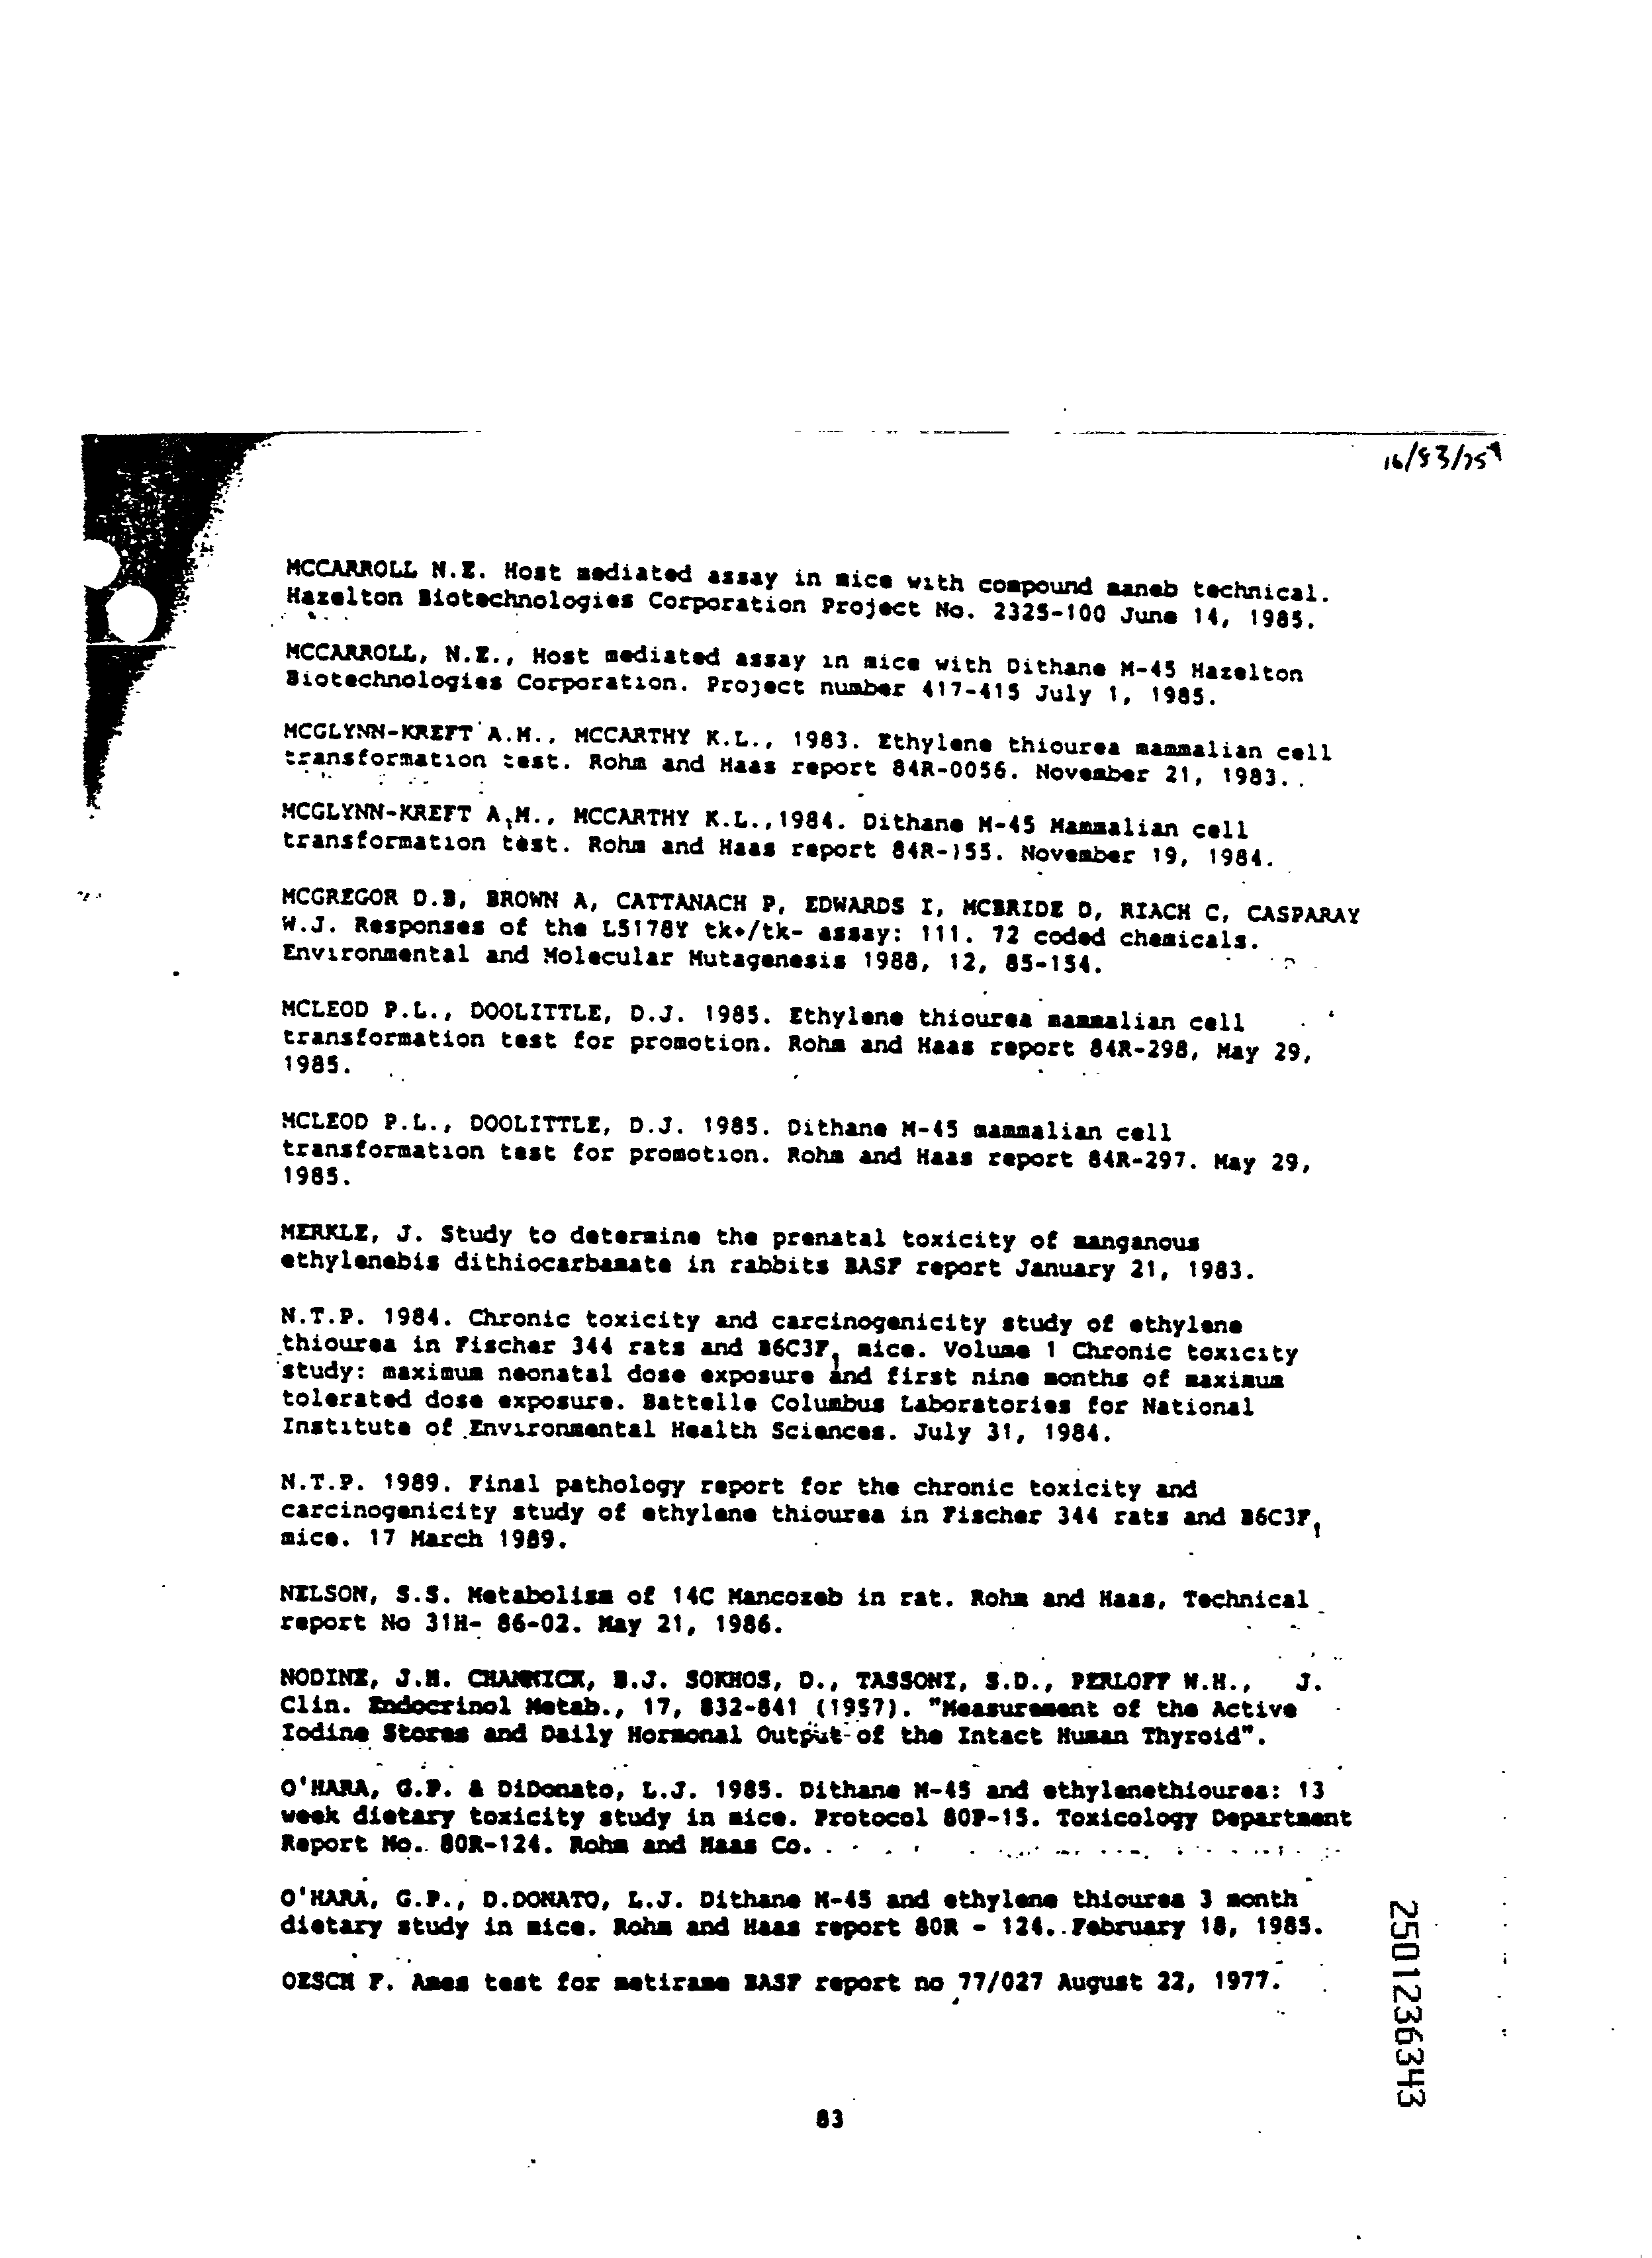 16/83/759
MCCARROLL N.E. Host mediated assay in mice with compound maneb technical.
Hazelton Biotechnologies Corporation Project No. 2325-100 June 14, 1985.
MCCARROLL, N.E., Host mediated assay in mice with Dithane M-45 Hazelton
Biotechnologies Corporation. Project number 417-415 July 1, 1985.
MCGLYNN-KREFT A.M., MCCARTHY K.L., 1983. Ethylene thiourea mammalian cell
transformation test. Rohm and Haas report 84R-0056. November 21, 1983.
MCGLYNN-KREFT A.M., MCCARTHY K.L.,1984. Dithane M-45 Mammalian cell
transformation test. Rohm and Haas report 84R-155. November 19, 1984.
MCGREGOR D.B, BROWN A, CATTANACH P, EDWARDS I, MCBRIDE D, RIACH C, CASPARAY
W.J. Responses of the L5178Y tk+/tk- assay: 111. 72 coded chemicals.
Environmental and Molecular Mutagenesis 1988, 12, 85-154.
MCLEOD P.L., DOOLITTLE, D.J. 1985. Ethylene thiourea mammalian cell
transformation test for promotion. Rohm and Haas report 84R-298, May 29,
1985.
MCLEOD P.L., DOOLITTLE, D.J. 1985. Dithane M-45 mammalian cell
transformation test for promotion. Rohm and Haas report 84R-297. May 29,
1985.
MERKLE, J. Study to determine the prenatal toxicity of manganous
ethylenebis dithiocarbamate in rabbits BASF report January 21, 1983.
N.T.P. 1984. Chronic toxicity and carcinogenicity study of ethylene
thiourea in Fischer 344 rats and B6C3F1 mice. Volume 1 Chronic toxicity
study: maximum neonatal dose exposure and first nine months of maximum
tolerated dose exposure. Battelle Columbus Laboratories for National
Institute of Environmental Health Sciences. July 31, 1984.
N.T.P. 1989. Final pathology report for the chronic toxicity and
carcinogenicity study of ethylene thiourea in Fischer 344 rats and B6C3F1
mice. 17 March 1989.
NELSON, S.S. Metabolism of 14C Mancozeb in rat. Rohm and Haas, Technical
report No 31H- 86-02. May 21, 1986.
NODINE, J.H. CHANNICK, B.J. SOKHOS, D., TASSONI, S.D., PERLOFF W.H., J.
Clin. Endocrinol Metab., 17, 832-841 (1957). "Measurement of the Active
Iodine Stores and Daily Hormonal Output of the Intact Human Thyroid".
O'HARA, G.P. & DiDonato, L.J. 1985. Dithane M-45 and ethylenethiourea: 13
week dietary toxicity study in mice. Protocol 80P-15. Toxicology Department
Report No. 80R-124. Rohm and Haas Co.
O'HARA, G.P., D.DONATO, L.J. Dithane M-45 and ethylene thiourea 3 month
dietary study in mice. Rohm and Haas report 80R - 124. February 18, 1985.
OESCH F. Ames test for metirame BASF report no 77/027 August 22, 1977.
2501236343
83